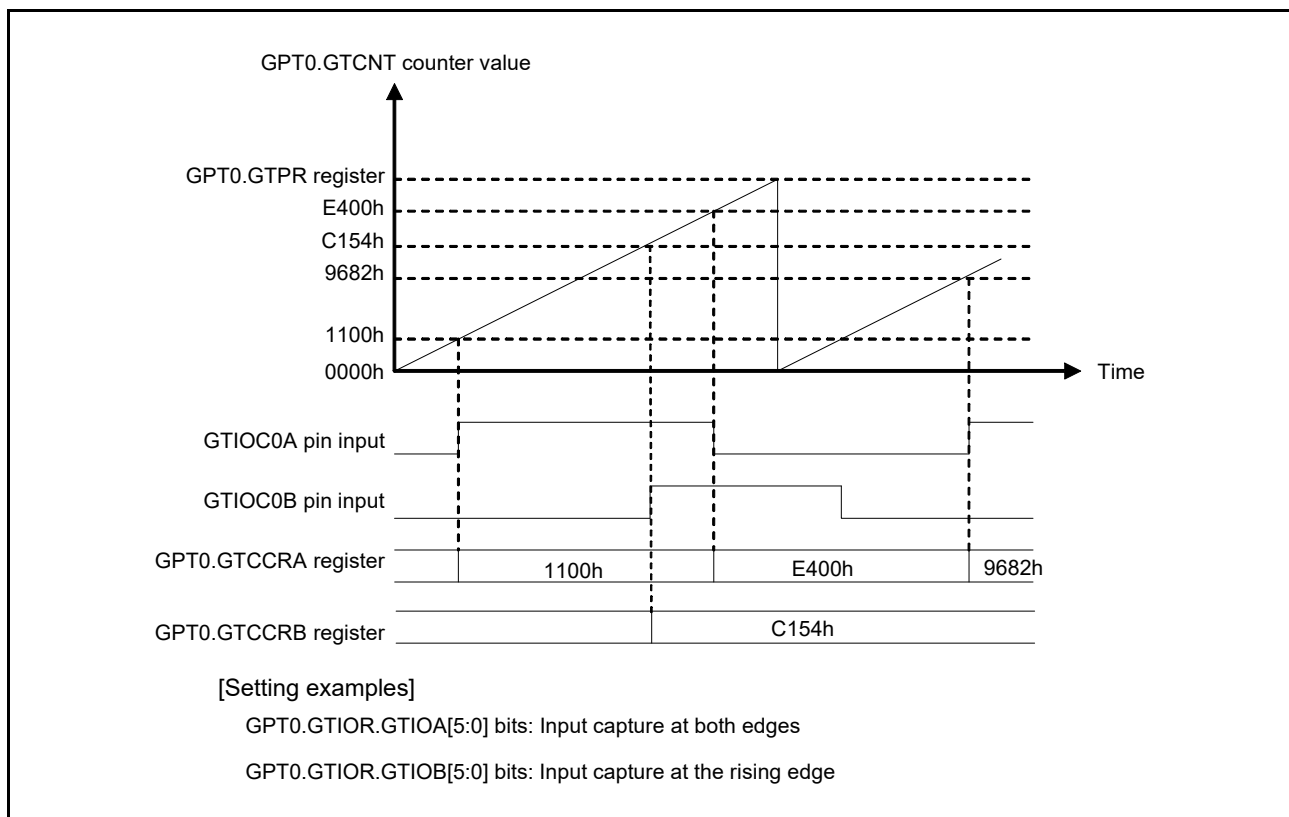 GPT0.GTCNT counter value
GPT0.GTPR register
E400h
C154h
9682h
1100h
0000h
Time
GTIOC0A pin input
GTIOC0B pin input
GPT0.GTCCRA register
1100h
E400h
9682h
GPT0.GTCCRB register
C154h
[Setting examples]
GPT0.GTIOR.GTIOA[5:0] bits: Input capture at both edges
GPT0.GTIOR.GTIOB[5:0] bits: Input capture at the rising edge